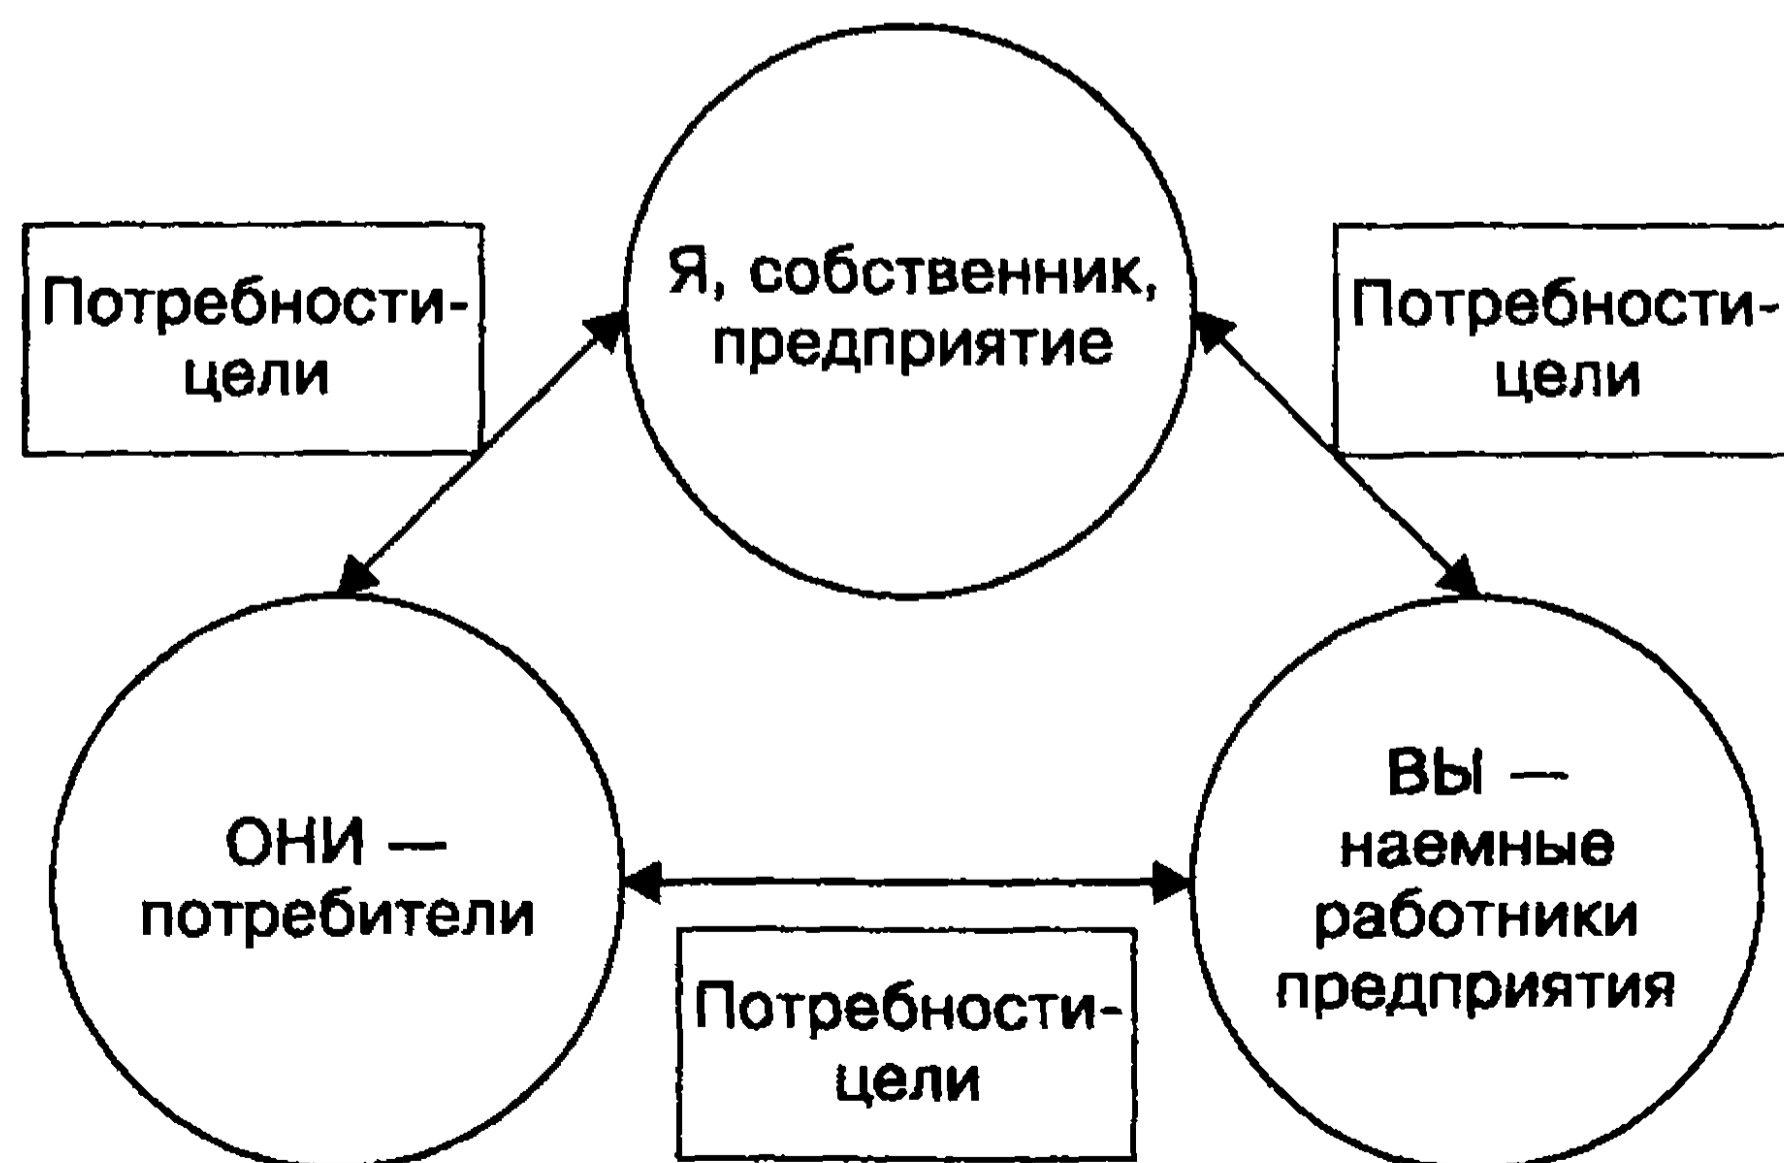 Я, собственник,
предприятие
Потребности-
цели
Потребности-
цели
ОНИ —
потребители
ВЫ —
наемные
работники
предприятия
Потребности-
цели